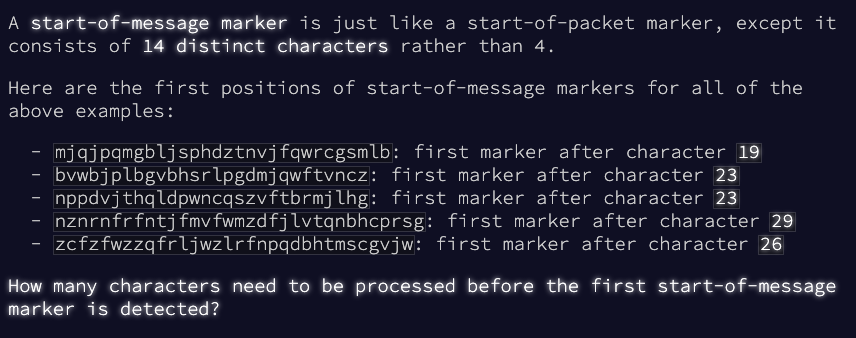 A start-of-message marker is just like a start-of-packet marker, except it
consists of 14 distinct characters rather than 4.
Here are the first positions of start-of-message markers for all of the
above examples:
- mjqjpqmgbljsphdztnvjfqwrcgsmlb: first marker after character 19
- bvwbjplbgvbhsrlpgdmjqwftvncz: first marker after character 23
- nppdvjthqldpwncqszvftbrmjlhg: first marker after character 23
- nznrnfrfntjfmvfwmzdfjlvtqnbhcprsg: first marker after character 29
- zcfzfwzzqfrljwzlrfnpqdbhtmscgvjw: first marker after character 26
How many characters need to be processed before the first start-of-message
marker is detected?